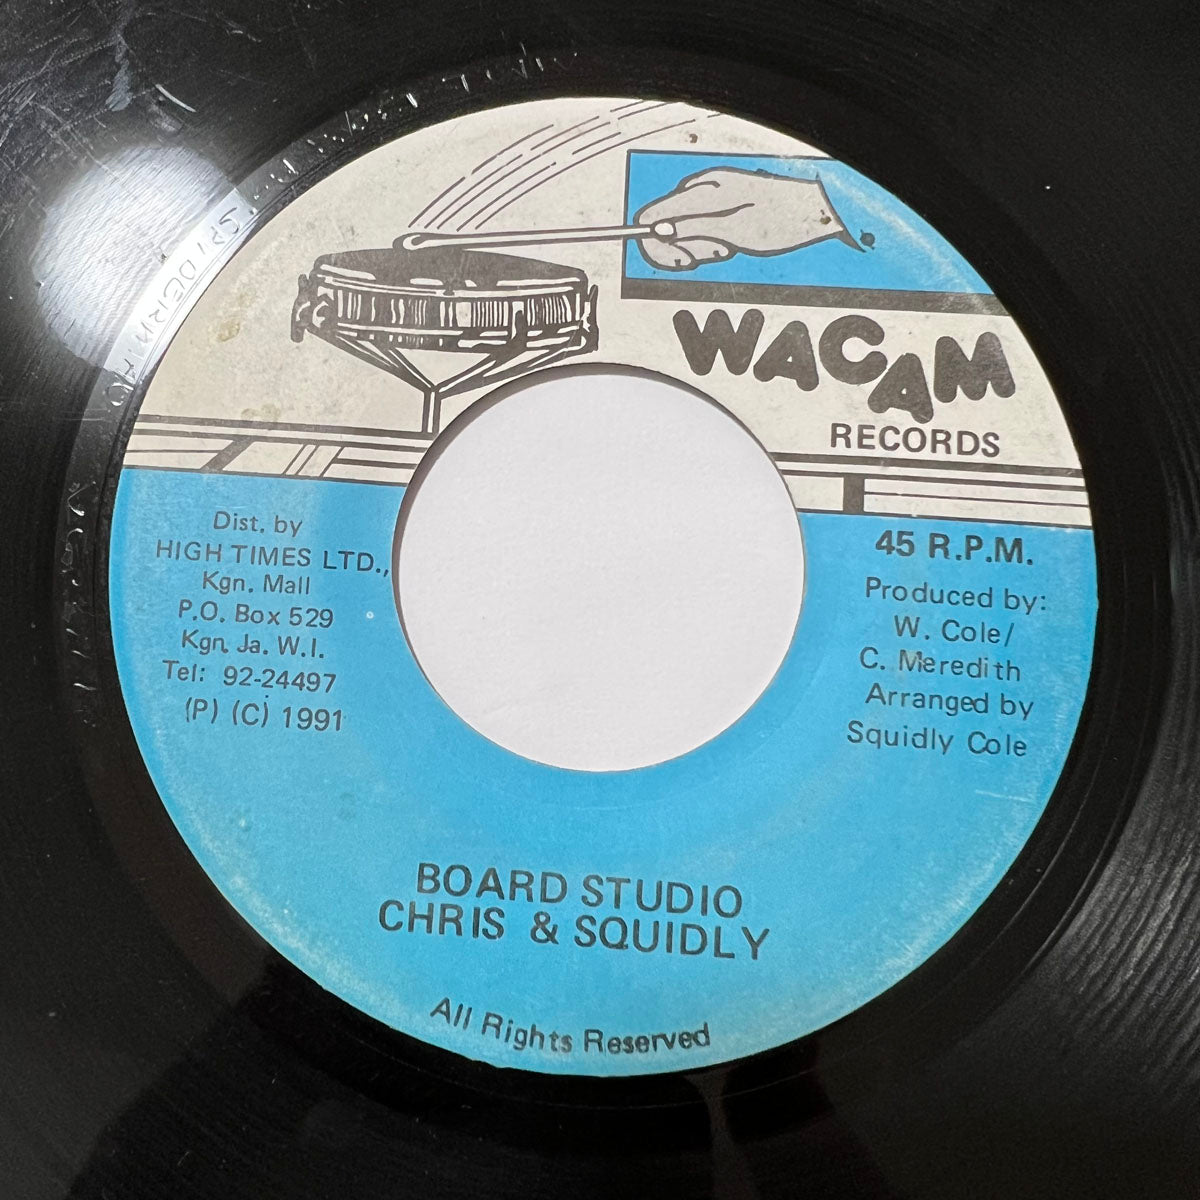 WACAM
RECORDS
Dist. by
HIGH TIMES LTD.,
Kgn. Mall
P.O. Box 529
Kgn. Ja. W.I.
Tel: 92-24497
(P) (C) 1991
45 R.P.M.
Produced by:
W. Cole/
C. Meredith
Arranged by
Squidly Cole
BOARD STUDIO
CHRIS & SQUIDLY
All Rights Reserved